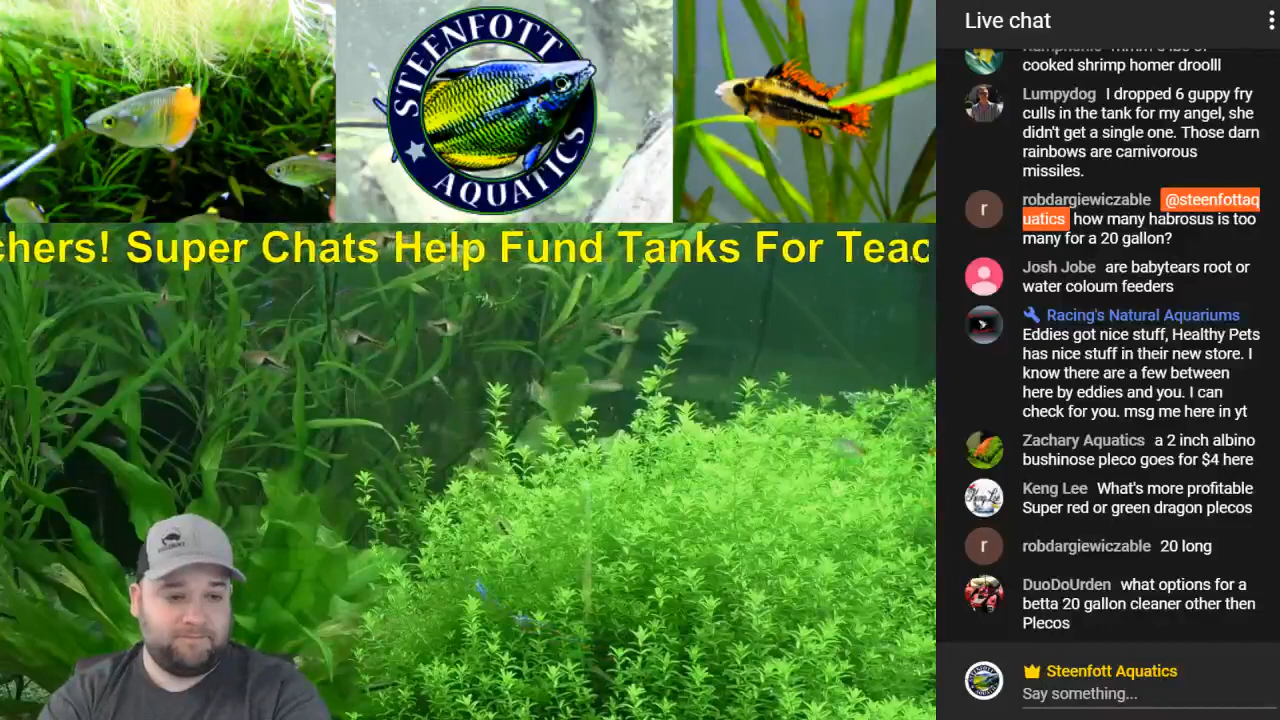 STEENFOTT
AQUATICS
chers! Super Chats Help Fund Tanks For Teac
Live chat
cooked shrimp homer droolll
Lumpydog I dropped 6 guppy fry
culls in the tank for my angel, she
didn't get a single one. Those darn
rainbows are carnivorous
missiles.
robdargiewiczable @steenfottaq
uatics how many habrosus is too
many for a 20 gallon?
Josh Jobe are babytears root or
water coloum feeders
Racing's Natural Aquariums
Eddies got nice stuff, Healthy Pets
has nice stuff in their new store. I
know there are a few between
here by eddies and you. I can
check for you. msg me here in yt
Zachary Aquatics a 2 inch albino
bushinose pleco goes for $4 here
Keng Lee What's more profitable
Super red or green dragon plecos
r robdargiewiczable 20 long
DuoDoUrden what options for a
betta 20 gallon cleaner other then
Plecos
Steenfott Aquatics
Say something...